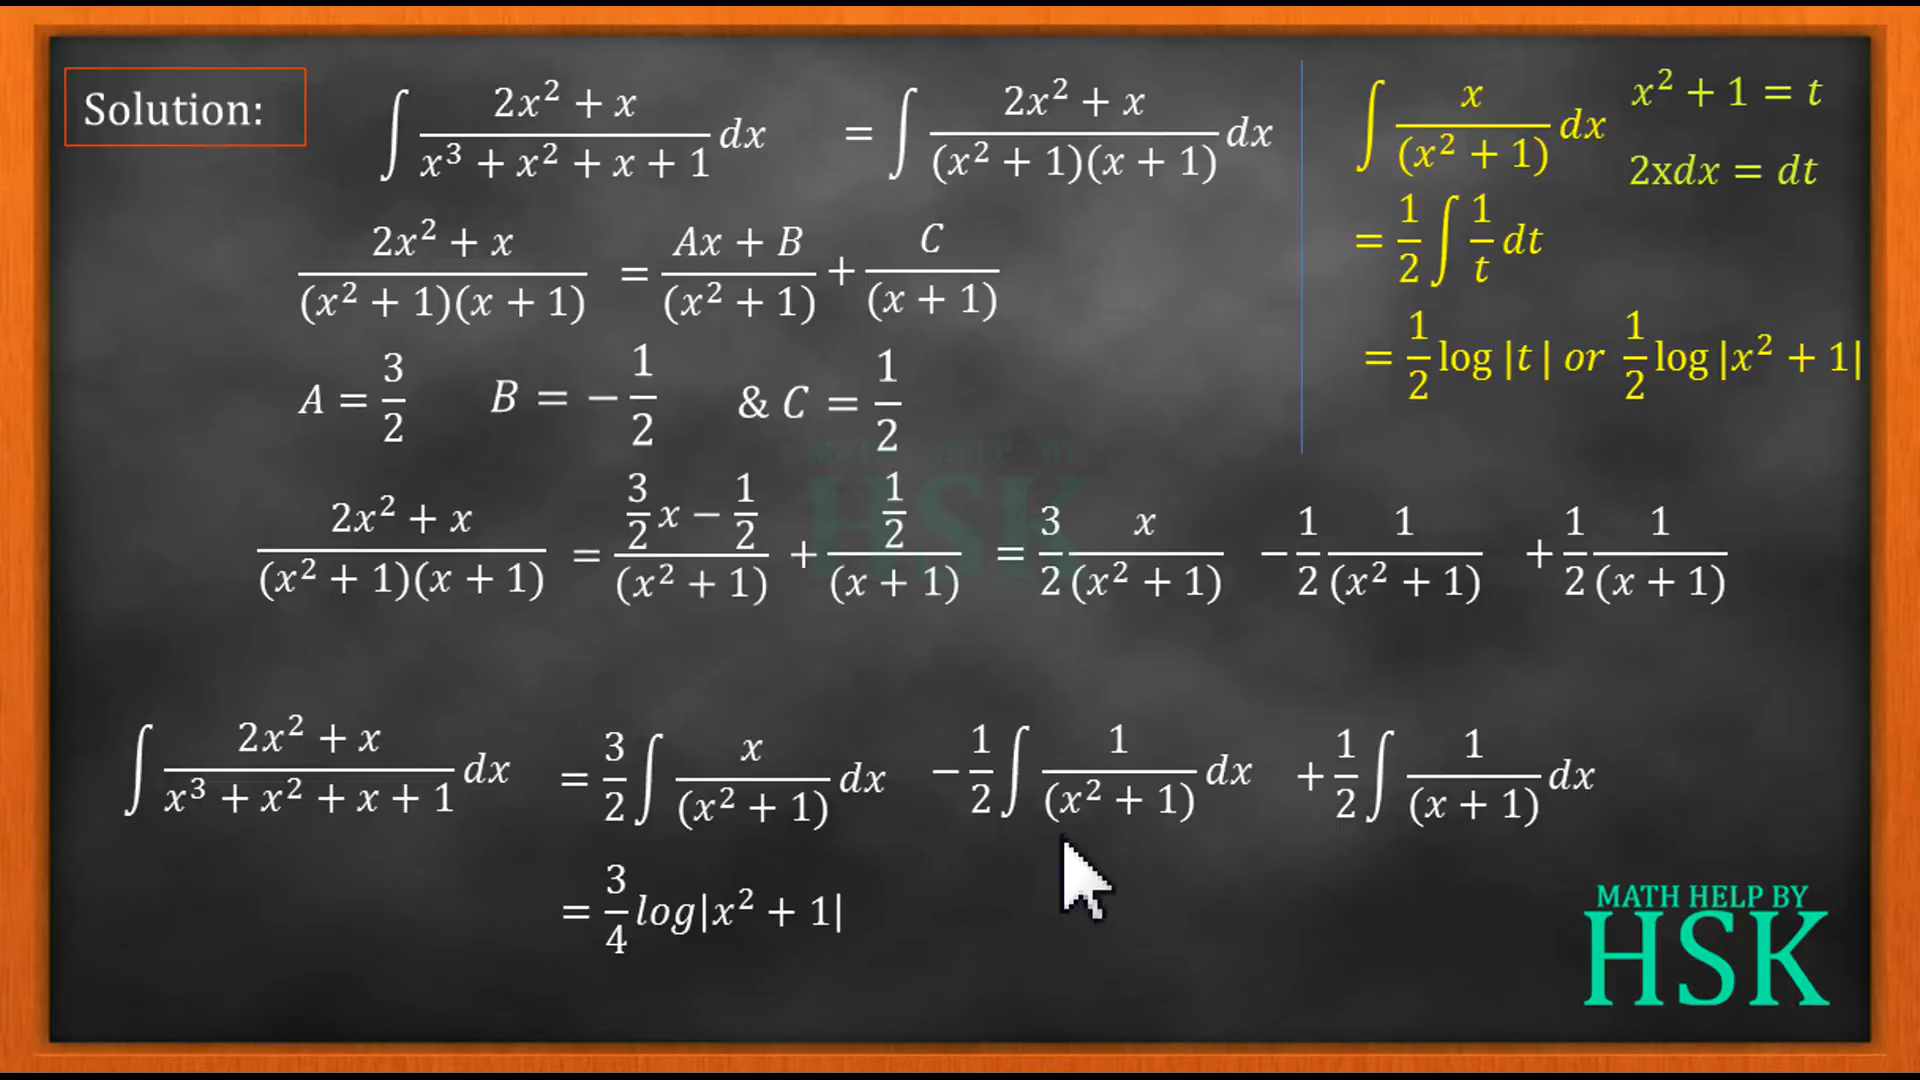 Solution:
∫ (2x² + x)/(x³ + x² + x + 1) dx = ∫ (2x² + x)/((x² + 1)(x + 1)) dx
(2x² + x)/((x² + 1)(x + 1)) = (Ax + B)/(x² + 1) + C/(x + 1)
A = 3/2 B = − 1/2 & C = 1/2
(2x² + x)/((x² + 1)(x + 1)) = (3/2 x − 1/2)/(x² + 1) + (1/2)/(x + 1) = 3/2 x/(x² + 1) − 1/2 1/(x² + 1) + 1/2 1/(x + 1)
∫ (2x² + x)/(x³ + x² + x + 1) dx = 3/2 ∫ x/(x² + 1) dx − 1/2 ∫ 1/(x² + 1) dx + 1/2 ∫ 1/(x + 1) dx
= 3/4 log|x² + 1|
∫ x/(x² + 1) dx x² + 1 = t
2xdx = dt
= 1/2 ∫ 1/t dt
= 1/2 log |t| or 1/2 log |x² + 1|
MATH HELP BY
HSK
MATH HELP BY
HSK